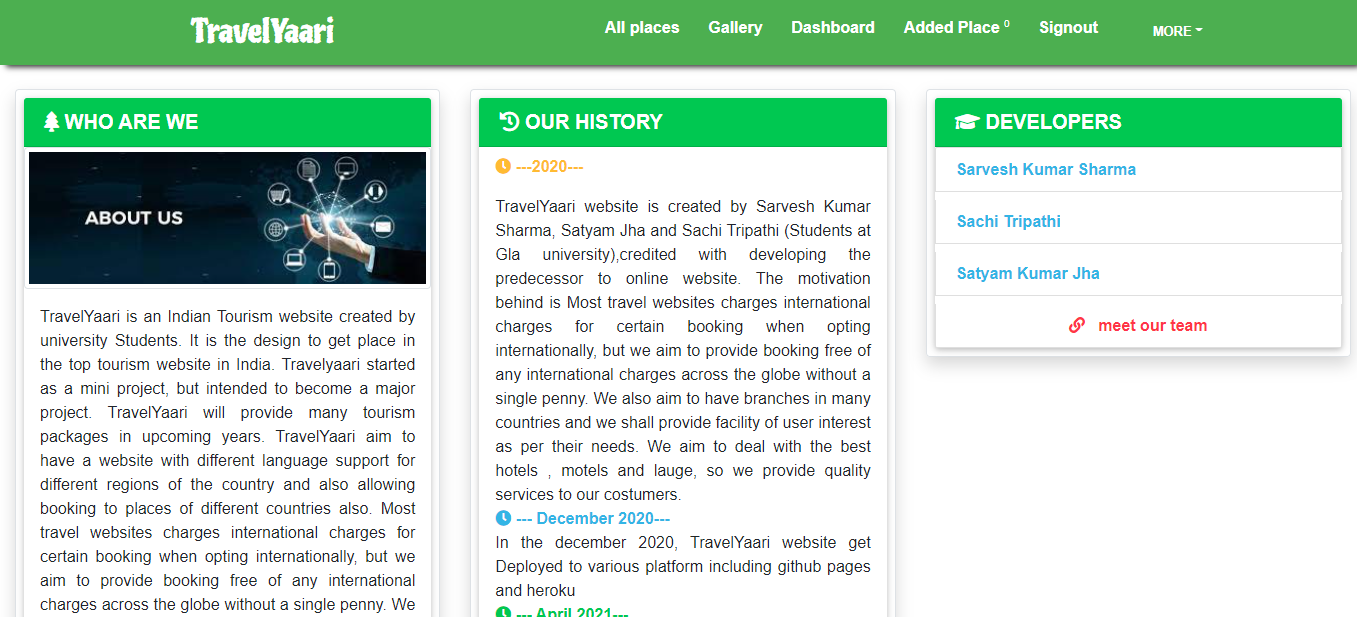 TravelYaari
All places Gallery Dashboard Added Place 0 Signout MORE
WHO ARE WE
ABOUT US
TravelYaari is an Indian Tourism website created by
university Students. It is the design to get place in
the top tourism website in India. Travelyaari started
as a mini project, but intended to become a major
project. TravelYaari will provide many tourism
packages in upcoming years. TravelYaari aim to
have a website with different language support for
different regions of the country and also allowing
booking to places of different countries also. Most
travel websites charges international charges for
certain booking when opting internationally, but we
aim to provide booking free of any international
charges across the globe without a single penny. We
OUR HISTORY
---2020---
TravelYaari website is created by Sarvesh Kumar
Sharma, Satyam Jha and Sachi Tripathi (Students at
Gla university),credited with developing the
predecessor to online website. The motivation
behind is Most travel websites charges international
charges for certain booking when opting
internationally, but we aim to provide booking free of
any international charges across the globe without a
single penny. We also aim to have branches in many
countries and we shall provide facility of user interest
as per their needs. We aim to deal with the best
hotels , motels and lauge, so we provide quality
services to our costumers.
--- December 2020---
In the december 2020, TravelYaari website get
Deployed to various platform including github pages
and heroku
--- April 2021---
DEVELOPERS
Sarvesh Kumar Sharma
Sachi Tripathi
Satyam Kumar Jha
meet our team